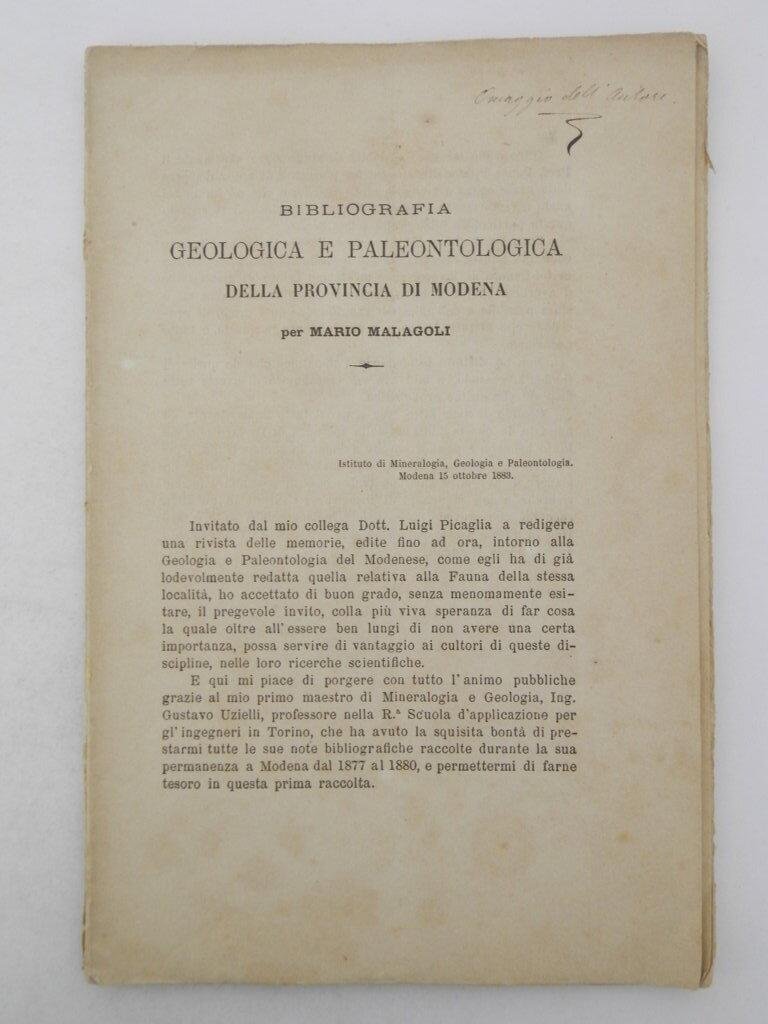 Omaggio dell'Autore.
BIBLIOGRAFIA
GEOLOGICA E PALEONTOLOGICA
DELLA PROVINCIA DI MODENA
per MARIO MALAGOLI
Istituto di Mineralogia, Geologia e Paleontologia.
Modena 15 ottobre 1883.
Invitato dal mio collega Dott. Luigi Picaglia a redigere
una rivista delle memorie, edite fino ad ora, intorno alla
Geologia e Paleontologia del Modenese, come egli ha di già
lodevolmente redatta quella relativa alla Fauna della stessa
località, ho accettato di buon grado, senza menomamente esi-
tare, il pregevole invito, colla più viva speranza di far cosa
la quale oltre all'essere ben lungi di non avere una certa
importanza, possa servire di vantaggio ai cultori di queste di-
scipline, nelle loro ricerche scientifiche.
E qui mi piace di porgere con tutto l'animo pubbliche
grazie al mio primo maestro di Mineralogia e Geologia, Ing.
Gustavo Uzielli, professore nella R.ª Scuola d'applicazione per
gl'ingegneri in Torino, che ha avuto la squisita bontà di pre-
starmi tutte le sue note bibliografiche raccolte durante la sua
permanenza a Modena dal 1877 al 1880, e permettermi di farne
tesoro in questa prima raccolta.